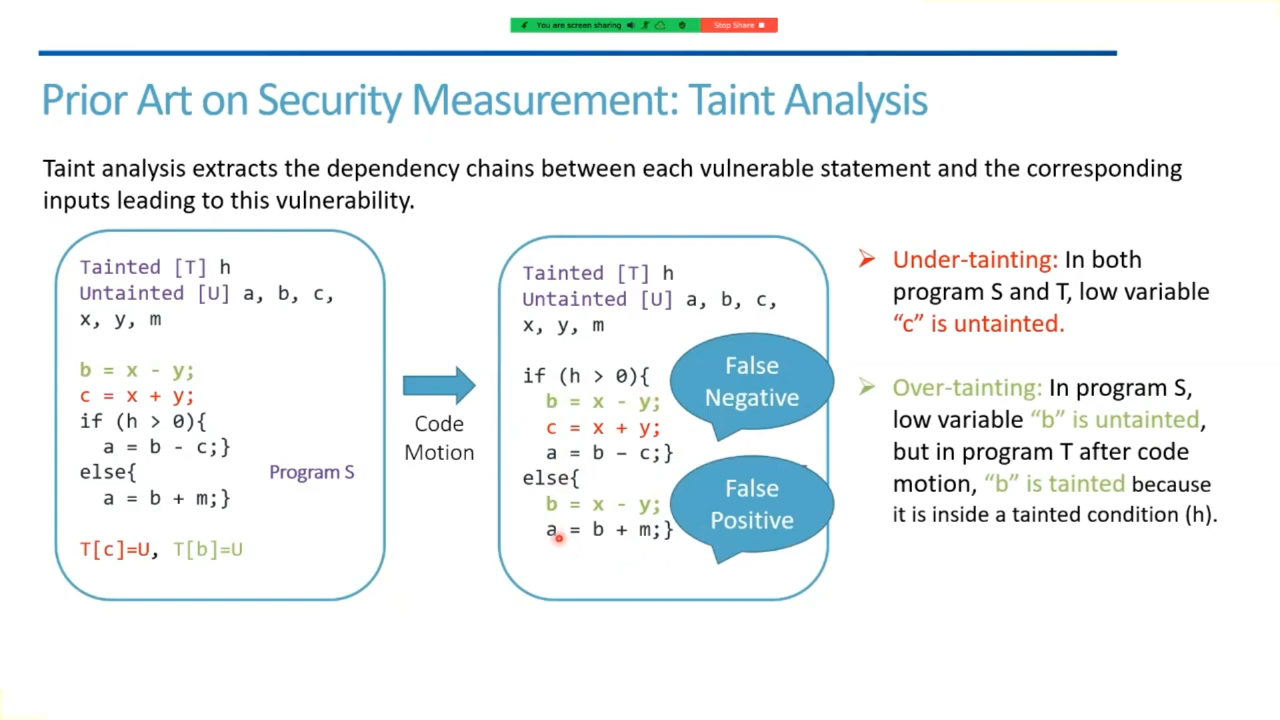 You are screen sharing
Stop Share
Prior Art on Security Measurement: Taint Analysis
Taint analysis extracts the dependency chains between each vulnerable statement and the corresponding
inputs leading to this vulnerability.
Tainted [T] h
Untainted [U] a, b, c,
x, y, m
b = x - y;
c = x + y;
if (h > 0){
a = b - c;}
else{
a = b + m;}
Program S
T[c]=U, T[b]=U
Code
Motion
Tainted [T] h
Untainted [U] a, b, c,
x, y, m
if (h > 0){
b = x - y;
c = x + y;
a = b – c;}
else{
b = x - y;
a = b + m;}
False
Negative
False
Positive
Under-tainting: In both
program S and T, low variable
“c” is untainted.
Over-tainting: In program S,
low variable “b” is untainted,
but in program T after code
motion, “b” is tainted because
it is inside a tainted condition (h).